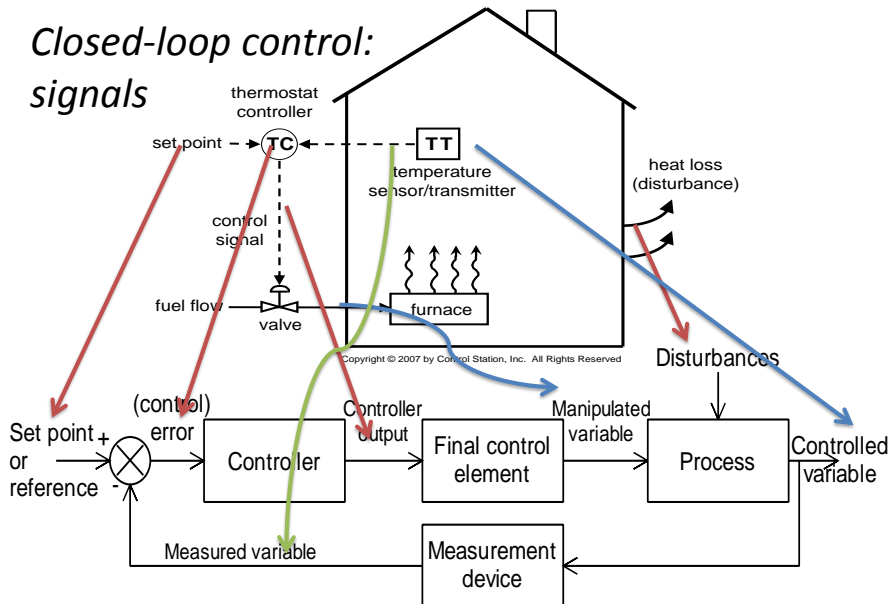 Closed-loop control:
signals
thermostat
controller
set point
TC
TT
temperature
sensor/transmitter
heat loss
(disturbance)
control
signal
fuel flow
valve
furnace
Copyright © 2007 by Control Station, Inc. All Rights Reserved
Disturbances
(control)
error
Controller
output
Manipulated
variable
Set point
or
reference
+
-
Controller
Final control
element
Process
Controlled
variable
Measured variable
Measurement
device